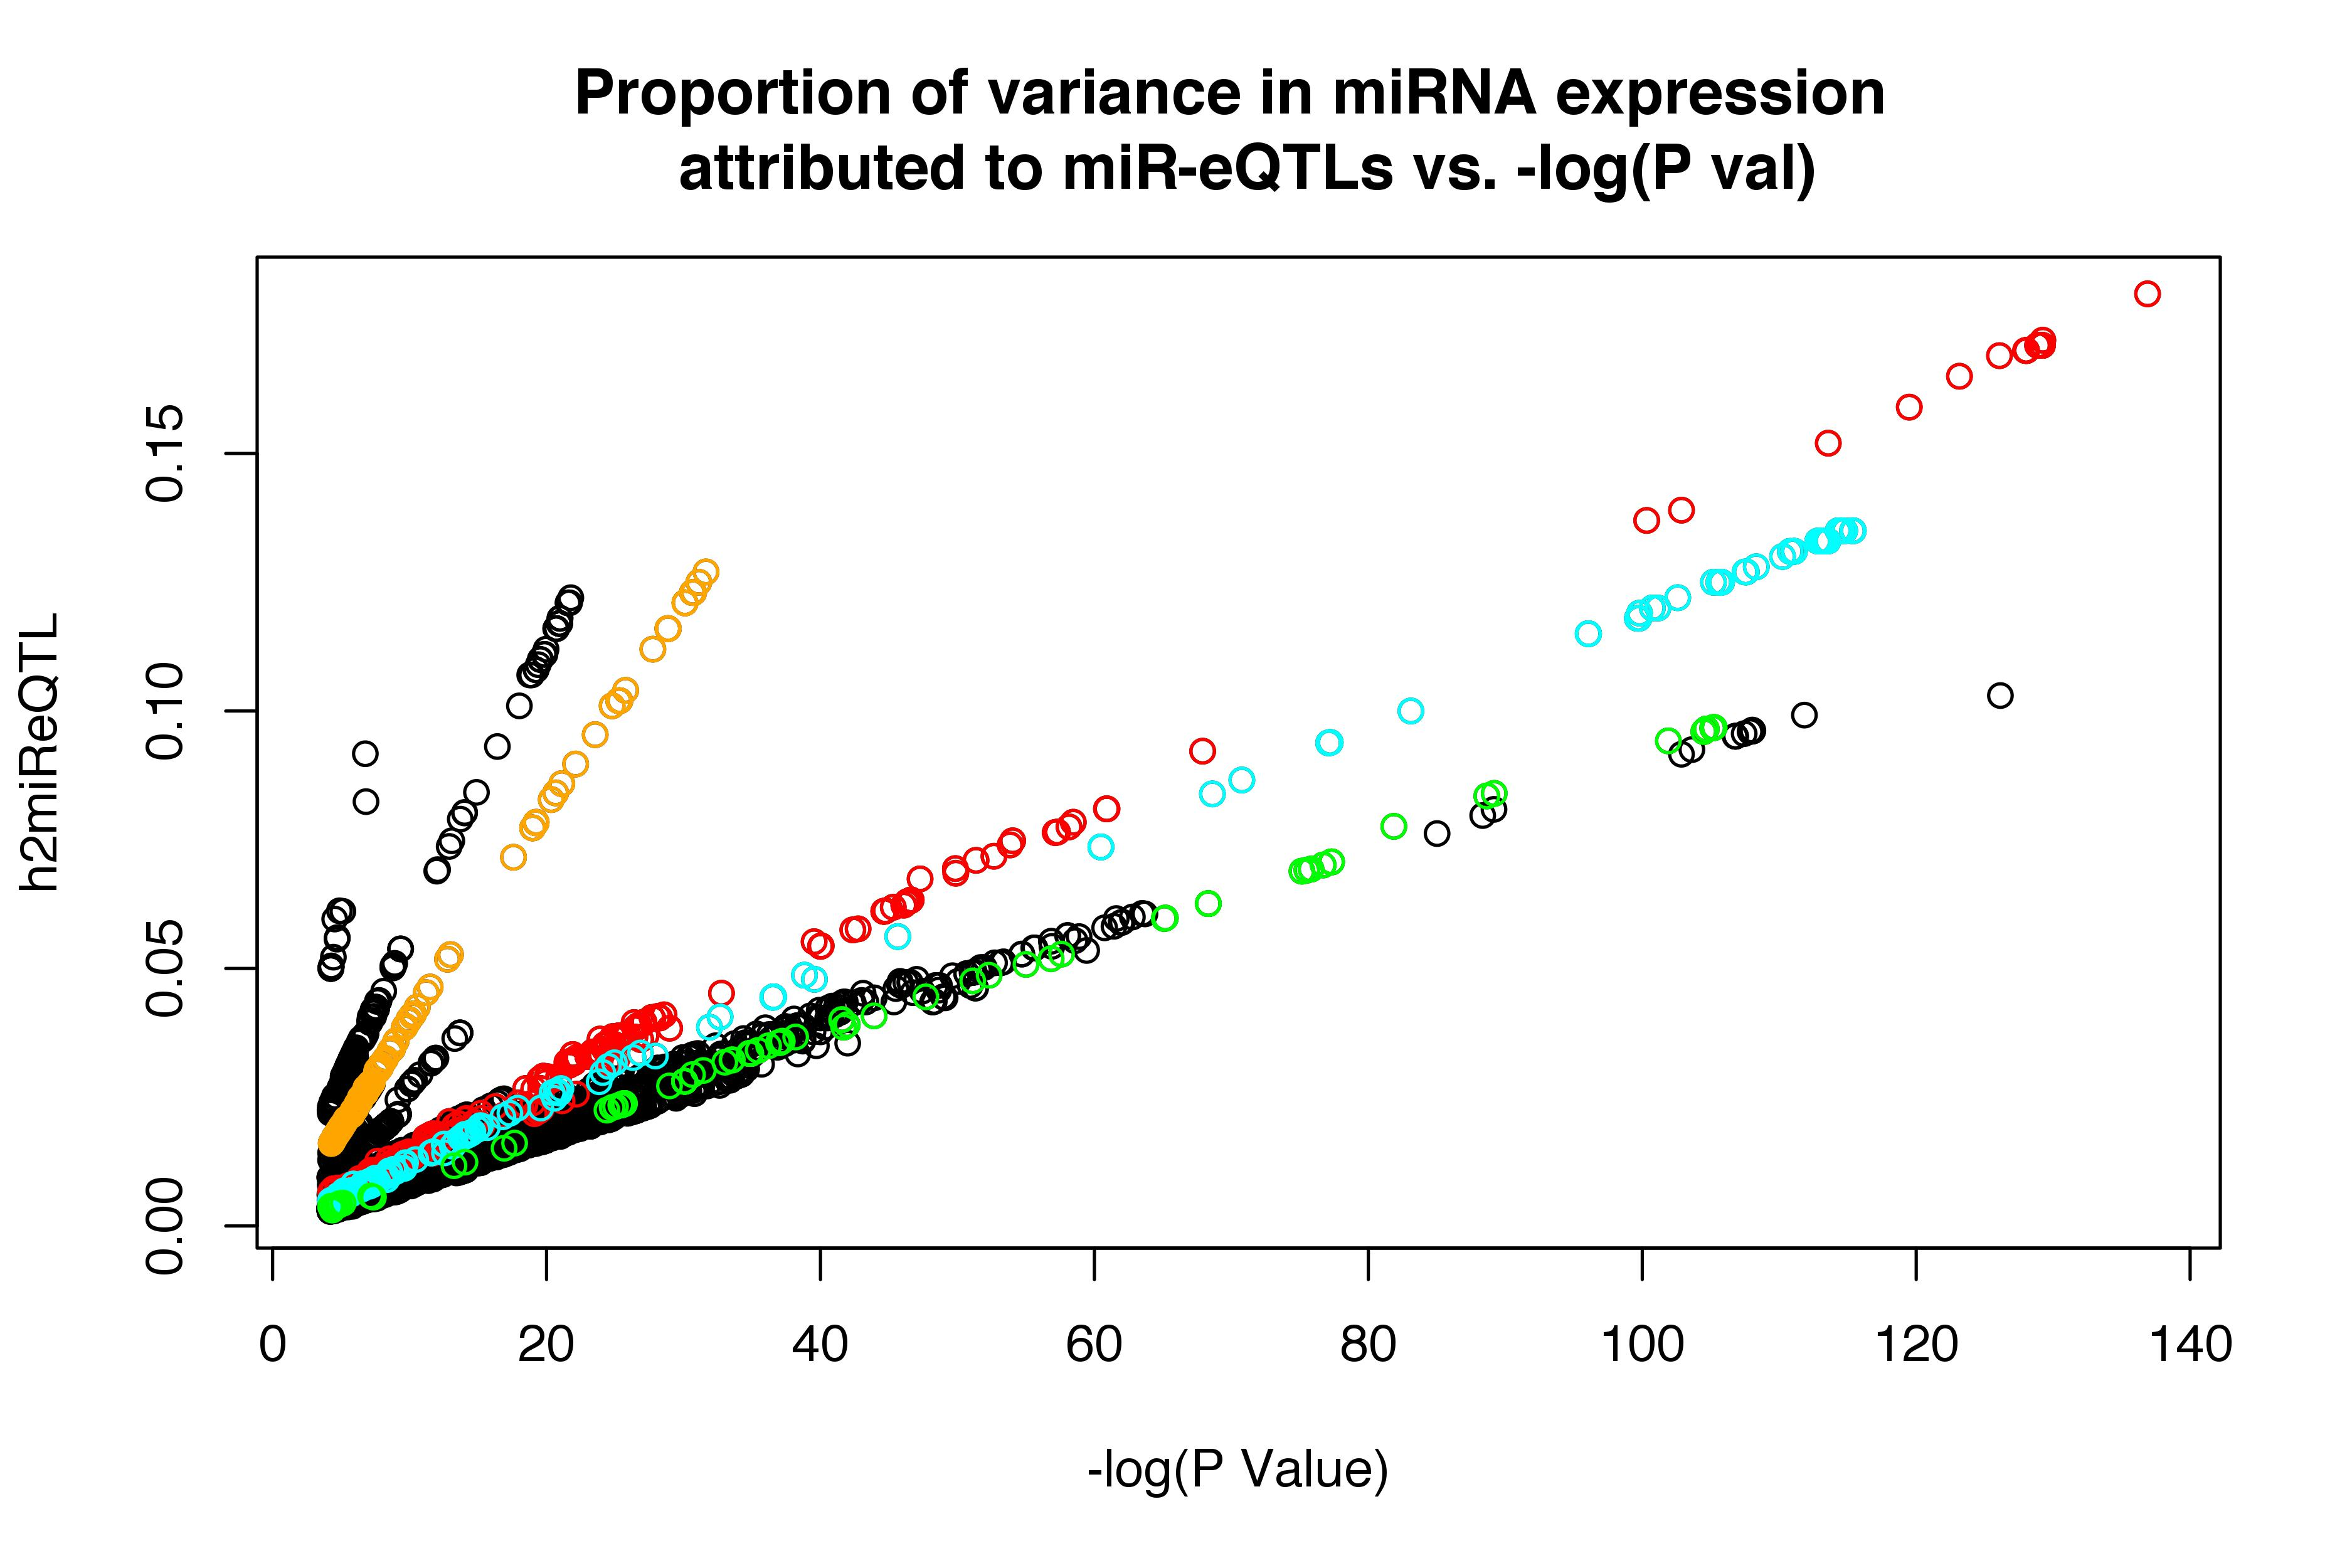 Proportion of variance in miRNA expression
attributed to miR-eQTLs vs. -log(P val)
h2miReQTL
0.15
0.10
0.05
0.00
0 20 40 60 80 100 120 140
-log(P Value)